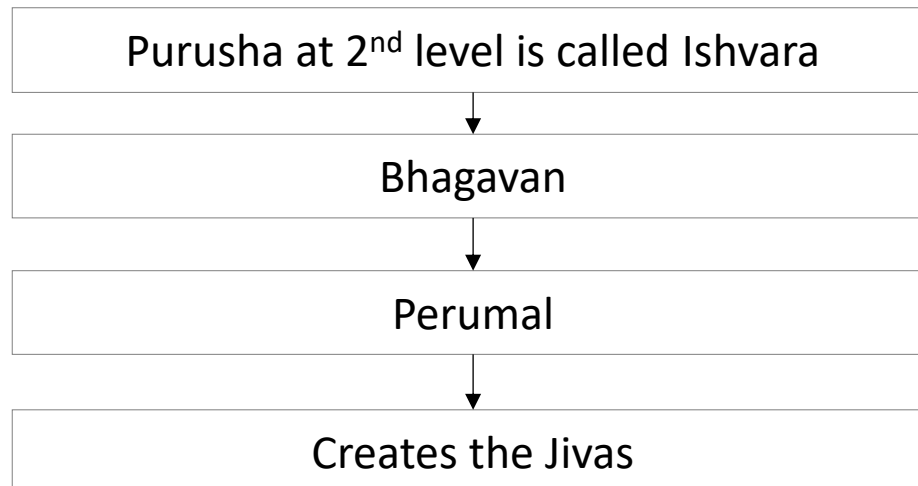 Purusha at 2nd level is called Ishvara
Bhagavan
Perumal
Creates the Jivas